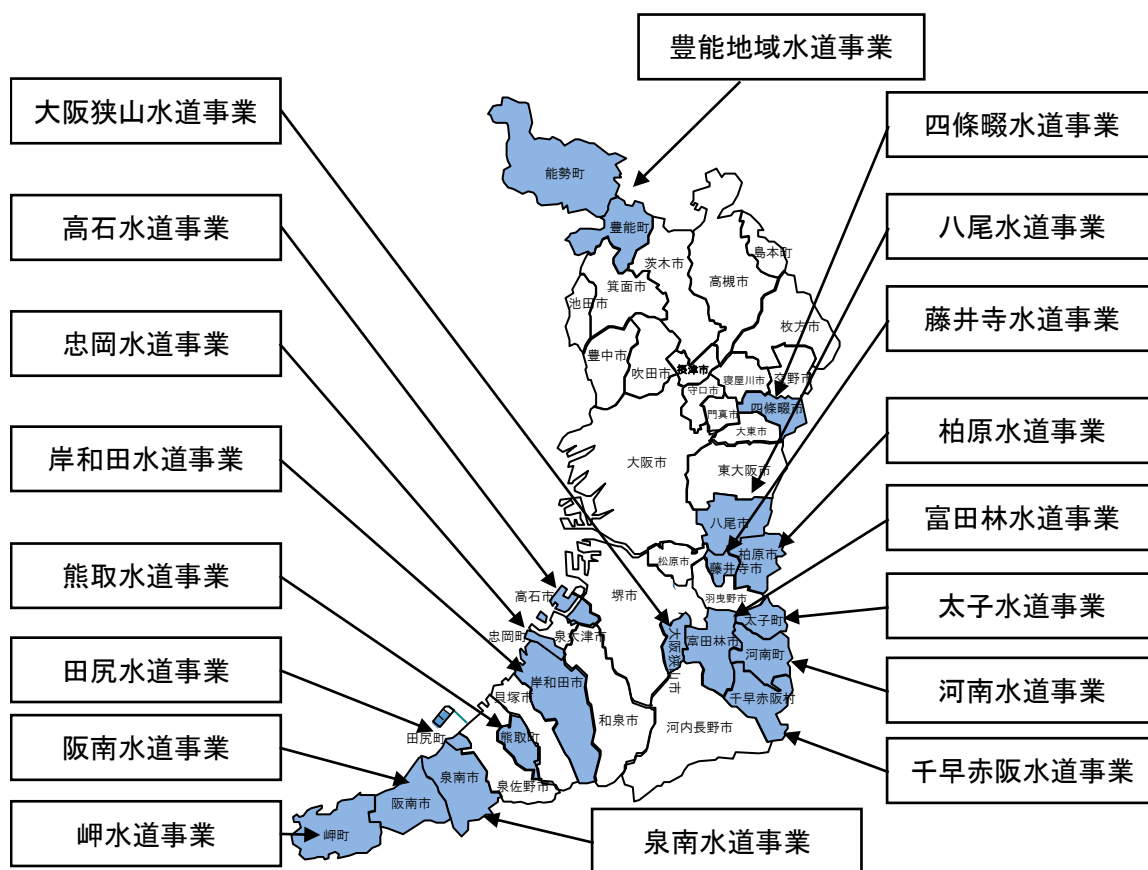 豊能地域水道事業
大阪狭山水道事業
四條畷水道事業
高石水道事業
八尾水道事業
忠岡水道事業
藤井寺水道事業
岸和田水道事業
柏原水道事業
富田林水道事業
熊取水道事業
太子水道事業
田尻水道事業
河南水道事業
阪南水道事業
千早赤阪水道事業
岬水道事業
泉南水道事業
能勢町
豊能町
茨木市
高槻市
島本町
箕面市
池田市
枚方市
豊中市
吹田市
摂津市
寝屋川市
交野市
守口市
門真市
四條畷市
大東市
大阪市
東大阪市
八尾市
松原市
藤井寺市
柏原市
羽曳野市
高石市
堺市
太子町
忠岡町
泉大津市
大阪狭山市
富田林市
河南町
岸和田市
千早赤阪村
貝塚市
和泉市
河内長野市
熊取町
田尻町
泉南市
泉佐野市
阪南市
岬町